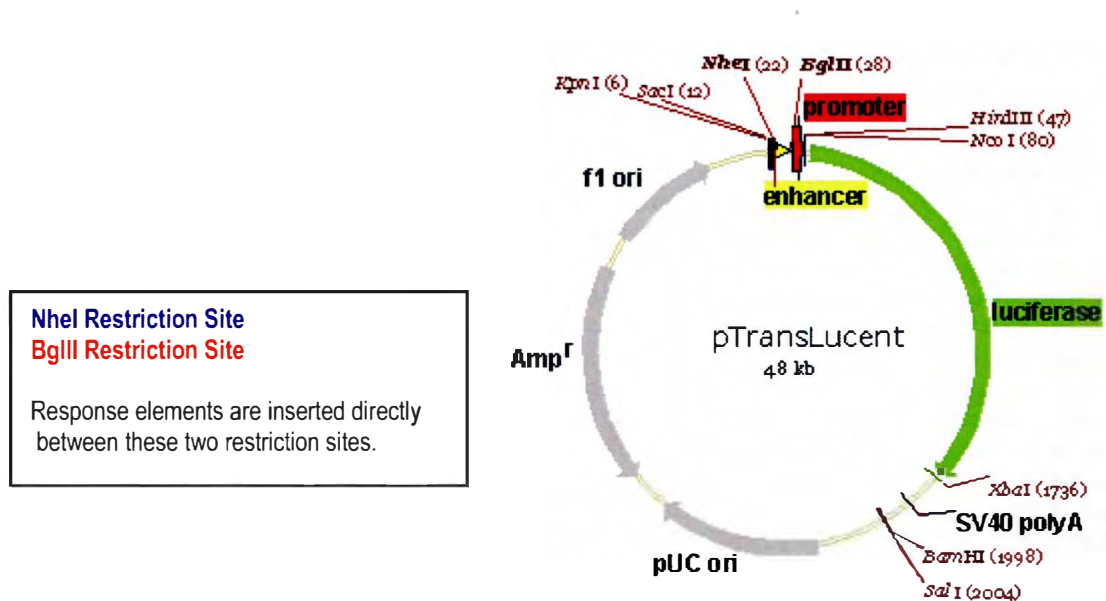 NheI Restriction Site
BglII Restriction Site
Response elements are inserted directly
between these two restriction sites.
NheI (22)
BglII (28)
KpnI (6)
SacI (12)
promoter
HindIII (47)
NcoI (80)
f1 ori
enhancer
luciferase
pTransLucent
48 kb
Amp r
XbaI (1736)
SV40 polyA
BamHI (1998)
pUC ori
SalI (2004)